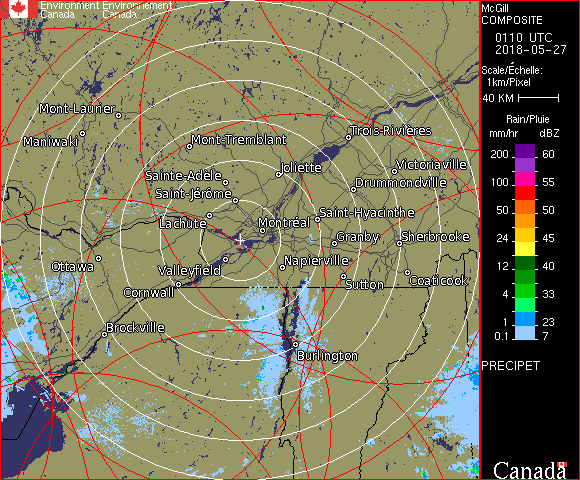 Environment Environnement
Canada Canada
McGill
COMPOSITE
0110 UTC
2018-05-27
Scale/Échelle:
1km/Pixel
40 KM
Rain/Pluie
mm/hr dBZ
200 60
100 55
50 50
24 45
12 40
4 33
1 23
0.1 7
PRECIPET
Canada
Mont-Laurier
Maniwaki
Mont-Tremblant
Trois-Rivières
Joliette
Victoriaville
Sainte-Adèle
Drummondville
Saint-Jérôme
Lachute
Saint-Hyacinthe
Montréal
Granby
Sherbrooke
Ottawa
Valleyfield
Napierville
Cornwall
Sutton
Coaticook
Brockville
Burlington